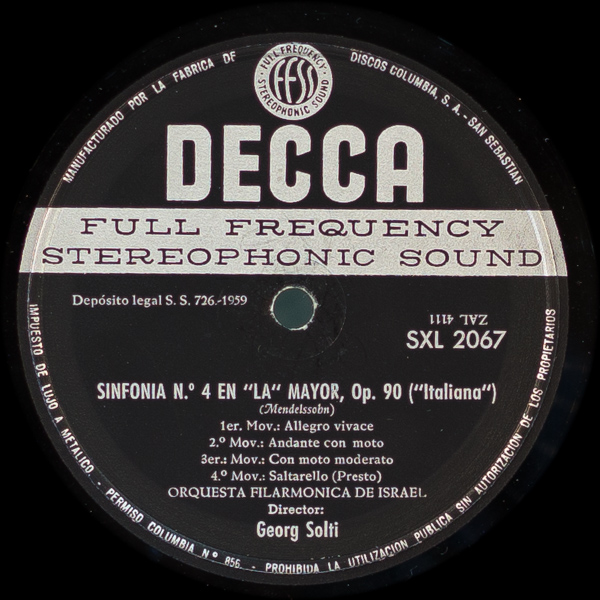 MANUFACTURADO POR LA FABRICA DE DISCOS COLUMBIA, S. A. - SAN SEBASTIAN
FULL FREQUENCY
FFSS
STEREOPHONIC SOUND
DECCA
FULL FREQUENCY
STEREOPHONIC SOUND
Depósito legal S. S. 726.-1959
ZAL 4111
SXL 2067
SINFONIA N.º 4 EN “LA“ MAYOR, Op. 90 (“Italiana“)
(Mendelssohn)
1er. Mov.: Allegro vivace
2.º Mov.: Andante con moto
3er.: Mov.: Con moto moderato
4.º Mov.: Saltarello (Presto)
ORQUESTA FILARMONICA DE ISRAEL
Director:
Georg Solti
IMPUESTO DE LUJO A METALICO. - PERMISO COLUMBIA N.º 856. - PROHIBIDA LA UTILIZACION PUBLICA SIN AUTORIZACION DE LOS PROPIETARIOS